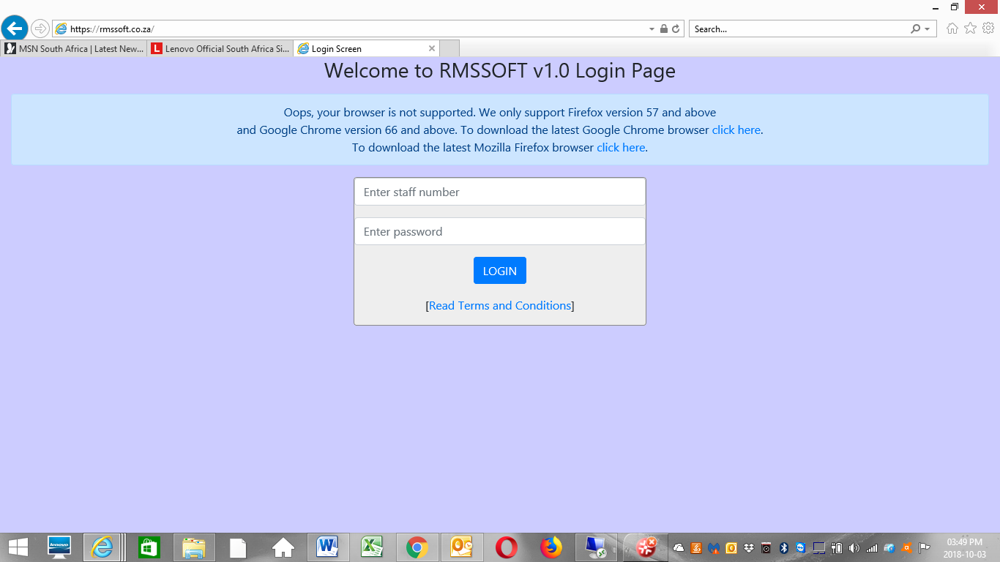 https://rmssoft.co.za/
Search...
MSN South Africa | Latest New...
L Lenovo Official South Africa Si...
Login Screen
Welcome to RMSSOFT v1.0 Login Page
Oops, your browser is not supported. We only support Firefox version 57 and above
and Google Chrome version 66 and above. To download the latest Google Chrome browser click here.
To download the latest Mozilla Firefox browser click here.
Enter staff number
Enter password
LOGIN
[Read Terms and Conditions]
lenovo
03:49 PM
2018-10-03